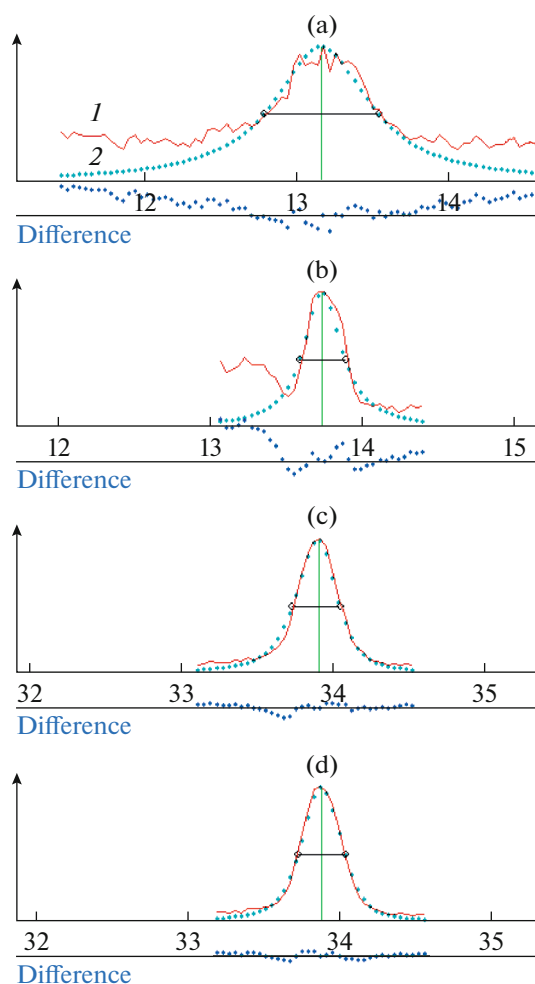 (a)
1
2
12 13 14
Difference
(b)
12 13 14 15
Difference
(c)
32 33 34 35
Difference
(d)
32 33 34 35
Difference